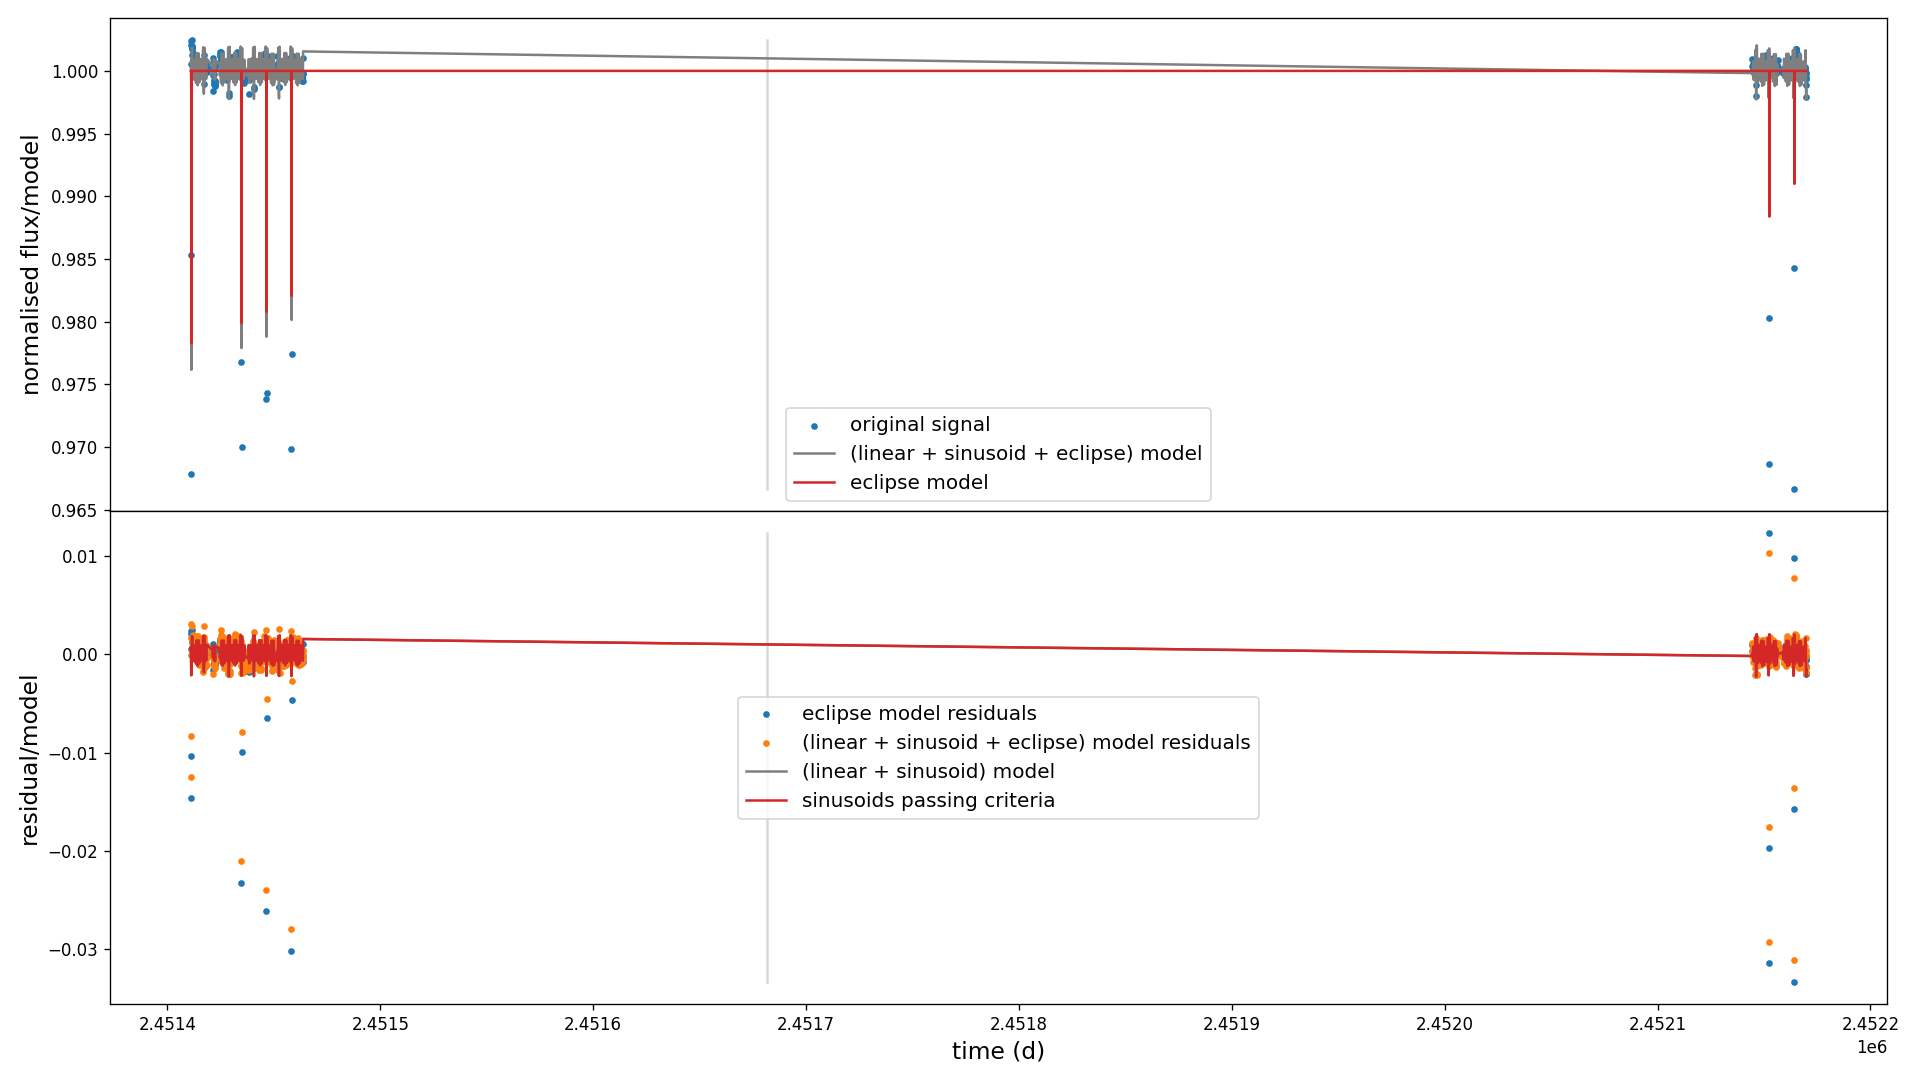 normalised flux/model
1.000
0.995
0.990
0.985
0.980
0.975
0.970
0.965
original signal
(linear + sinusoid + eclipse) model
eclipse model
residual/model
0.01
0.00
−0.01
−0.02
−0.03
eclipse model residuals
(linear + sinusoid + eclipse) model residuals
(linear + sinusoid) model
sinusoids passing criteria
2.4514 2.4515 2.4516 2.4517 2.4518 2.4519 2.4520 2.4521 2.4522
1e6
time (d)